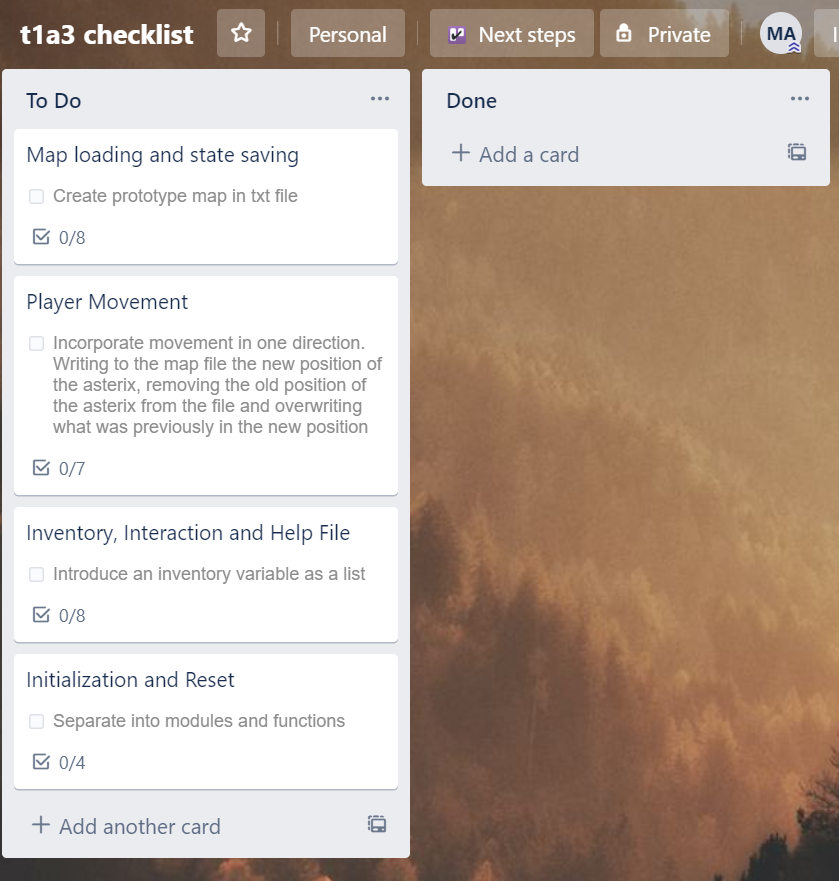 t1a3 checklist
Personal
Next steps
Private
MA
To Do
Map loading and state saving
Create prototype map in txt file
0/8
Player Movement
Incorporate movement in one direction.
Writing to the map file the new position of
the asterix, removing the old position of
the asterix from the file and overwriting
what was previously in the new position
0/7
Inventory, Interaction and Help File
Introduce an inventory variable as a list
0/8
Initialization and Reset
Separate into modules and functions
0/4
+ Add another card
Done
+ Add a card